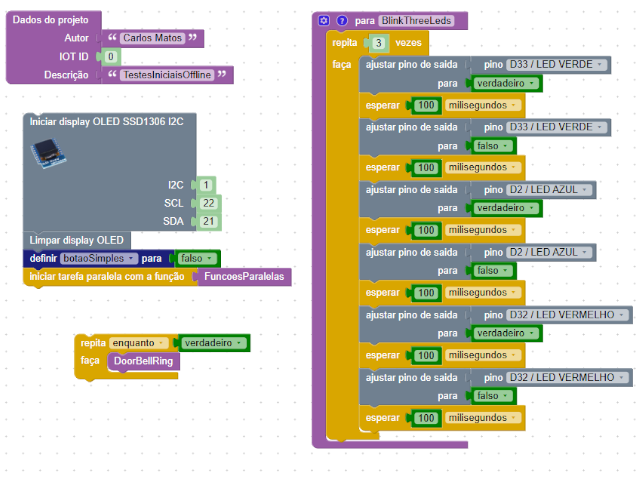 Dados do projeto
Autor “ Carlos Matos ”
IOT ID 0
Descrição “ TestesIniciaisOffline ”
Iniciar display OLED SSD1306 I2C
I2C 1
SCL 22
SDA 21
Limpar display OLED
definir botaoSimples para falso
iniciar tarefa paralela com a função FuncoesParalelas
repita enquanto verdadeiro
faça DoorBellRing
? para BlinkThreeLeds
repita 3 vezes
faça ajustar pino de saída pino D33 / LED VERDE
para verdadeiro
esperar 100 milisegundos
ajustar pino de saída pino D33 / LED VERDE
para falso
esperar 100 milisegundos
ajustar pino de saída pino D2 / LED AZUL
para verdadeiro
esperar 100 milisegundos
ajustar pino de saída pino D2 / LED AZUL
para falso
esperar 100 milisegundos
ajustar pino de saída pino D32 / LED VERMELHO
para verdadeiro
esperar 100 milisegundos
ajustar pino de saída pino D32 / LED VERMELHO
para falso
esperar 100 milisegundos